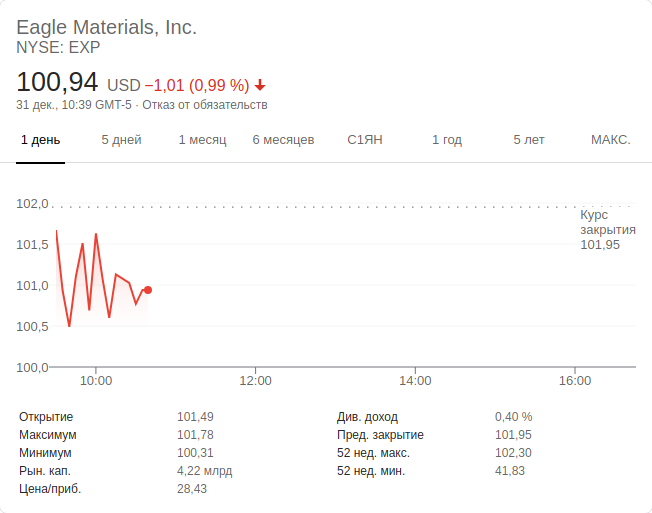 Eagle Materials, Inc.
NYSE: EXP
100,94 USD −1,01 (0,99 %)
31 дек., 10:39 GMT-5 · Отказ от обязательств
1 день 5 дней 1 месяц 6 месяцев С1ЯН 1 год 5 лет МАКС.
102,0
Курс
закрытия
101,5
101,95
101,0
100,5
100,0
10:00 12:00 14:00 16:00
Открытие 101,49 Див. доход 0,40 %
Максимум 101,78 Пред. закрытие 101,95
Минимум 100,31 52 нед. макс. 102,30
Рын. кап. 4,22 млрд 52 нед. мин. 41,83
Цена/приб. 28,43